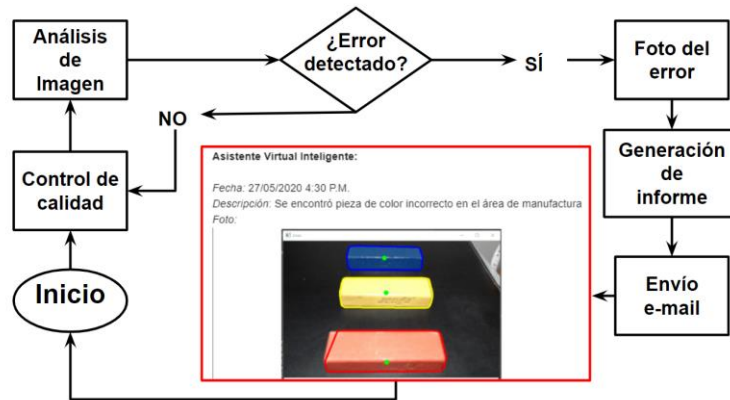 Análisis
de
Imagen
¿Error
detectado?
SÍ
Foto del
error
NO
Control de
calidad
Generación
de
informe
Inicio
Envío
e-mail
Asistente Virtual Inteligente:
Fecha: 27/05/2020 4:30 P.M.
Descripción: Se encontró pieza de color incorrecto en el área de manufactura
Foto: